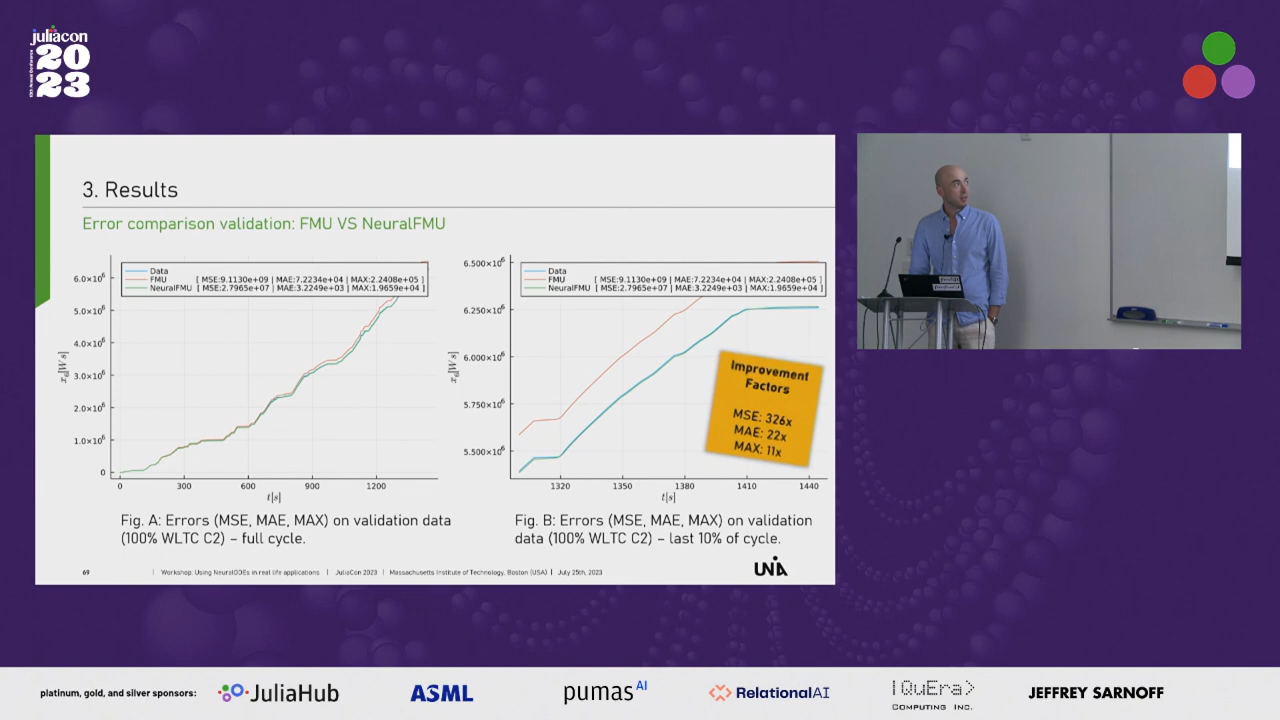 juliacon
20
23
3. Results
Error comparison validation: FMU VS NeuralFMU
Data
FMU [ MSE:9.1130e+09 | MAE:7.2234e+04 | MAX:2.2408e+05 ]
NeuralFMU [ MSE:2.7965e+07 | MAE:3.2249e+03 | MAX:1.9659e+04 ]
6.0×10⁶
5.0×10⁶
4.0×10⁶
3.0×10⁶
2.0×10⁶
1.0×10⁶
0
x₆[Ws]
0 300 600 900 1200
t[s]
Fig. A: Errors (MSE, MAE, MAX) on validation data
(100% WLTC C2) – full cycle.
Data
FMU [ MSE:9.1130e+09 | MAE:7.2234e+04 | MAX:2.2408e+05 ]
NeuralFMU [ MSE:2.7965e+07 | MAE:3.2249e+03 | MAX:1.9659e+04 ]
6.500×10⁶
6.250×10⁶
6.000×10⁶
5.750×10⁶
5.500×10⁶
x₆[Ws]
1320 1350 1380 1410 1440
t[s]
Improvement
Factors
MSE: 326x
MAE: 22x
MAX: 11x
Fig. B: Errors (MSE, MAE, MAX) on validation
data (100% WLTC C2) – last 10% of cycle.
69 | Workshop: Using NeuralODEs in real life applications | JuliaCon 2023 | Massachusetts Institute of Technology, Boston (USA) | July 25th, 2023
UNIA
platinum, gold, and silver sponsors: JuliaHub ASML pumas AI RelationalAI |QuEra> COMPUTING INC. JEFFREY SARNOFF